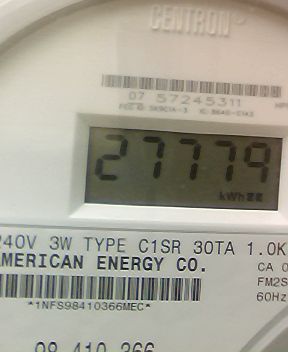 CENTRON®
07 57245311
27779
kWh
240V 3W TYPE C1SR 30TA 1.0K
AMERICAN ENERGY CO.
CA 0
FM2S
60Hz
*1NFS98410366MEC*
98 410 366